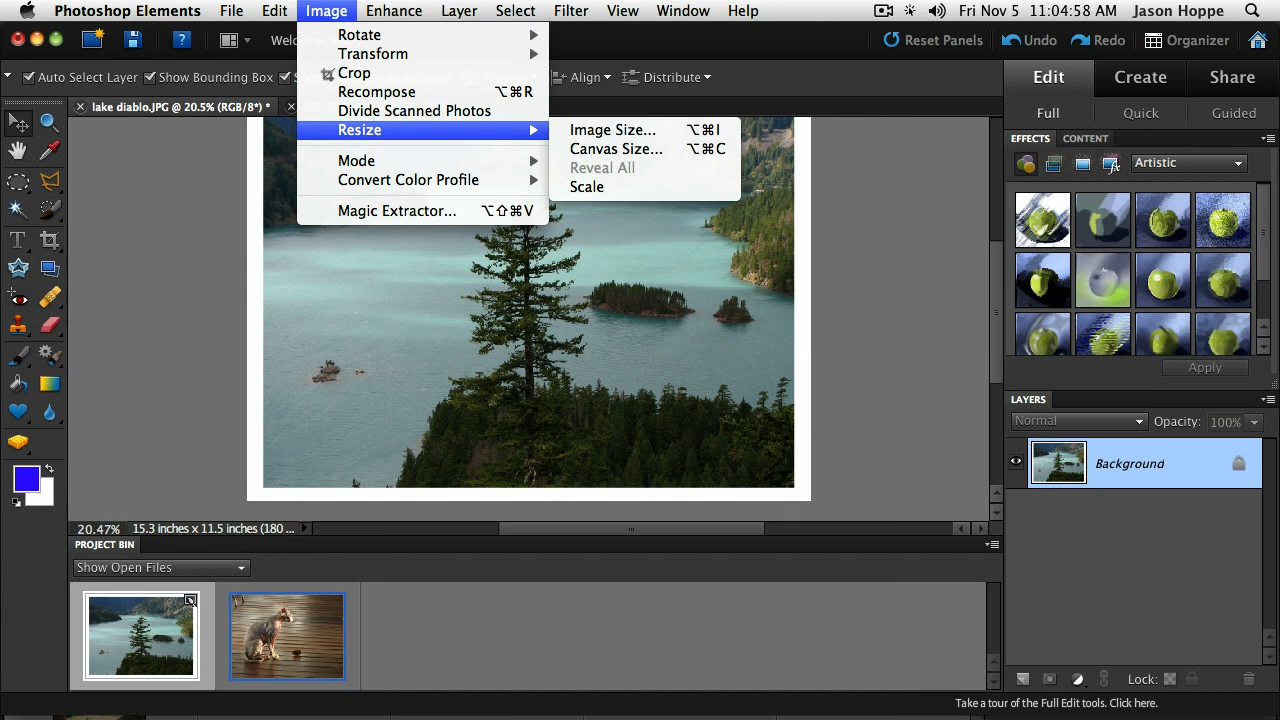 Photoshop Elements File Edit Image Enhance Layer Select Filter View Window Help Fri Nov 5 11:04:58 AM Jason Hoppe
Reset Panels Undo Redo Organizer
Auto Select Layer Show Bounding Box Align Distribute
Edit Create Share
Full Quick Guided
lake diablo.JPG @ 20.5% (RGB/8*) *
Rotate
Transform
Crop
Recompose ⌥⌘R
Divide Scanned Photos
Resize
Mode
Convert Color Profile
Magic Extractor... ⌥⇧⌘V
Image Size... ⌥⌘I
Canvas Size... ⌥⌘C
Reveal All
Scale
EFFECTS CONTENT
Artistic
Apply
LAYERS
Normal Opacity: 100%
Background
Lock:
20.47% 15.3 inches x 11.5 inches (180 ...
PROJECT BIN
Show Open Files
Take a tour of the Full Edit tools. Click here.